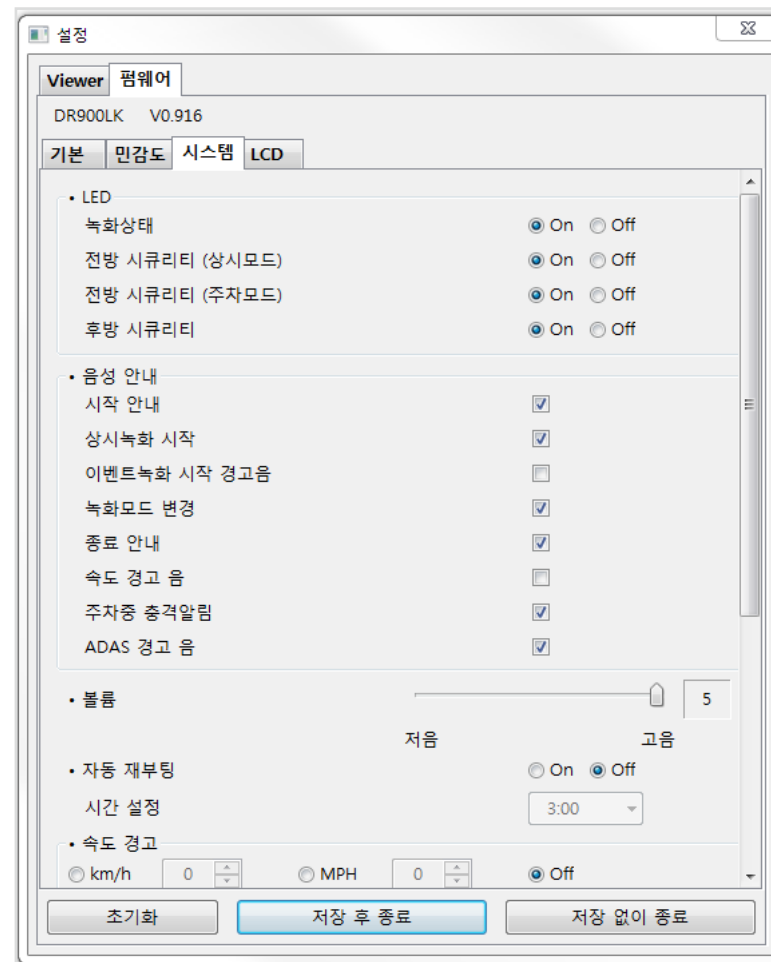 설정
Viewer 펌웨어
DR900LK V0.916
기본 민감도 시스템 LCD
• LED
녹화상태 On Off
전방 시큐리티 (상시모드) On Off
전방 시큐리티 (주차모드) On Off
후방 시큐리티 On Off
• 음성 안내
시작 안내
상시녹화 시작
이벤트녹화 시작 경고음
녹화모드 변경
종료 안내
속도 경고 음
주차중 충격알림
ADAS 경고 음
• 볼륨 5
저음 고음
• 자동 재부팅 On Off
시간 설정 3:00
• 속도 경고
km/h 0 MPH 0 Off
초기화 저장 후 종료 저장 없이 종료